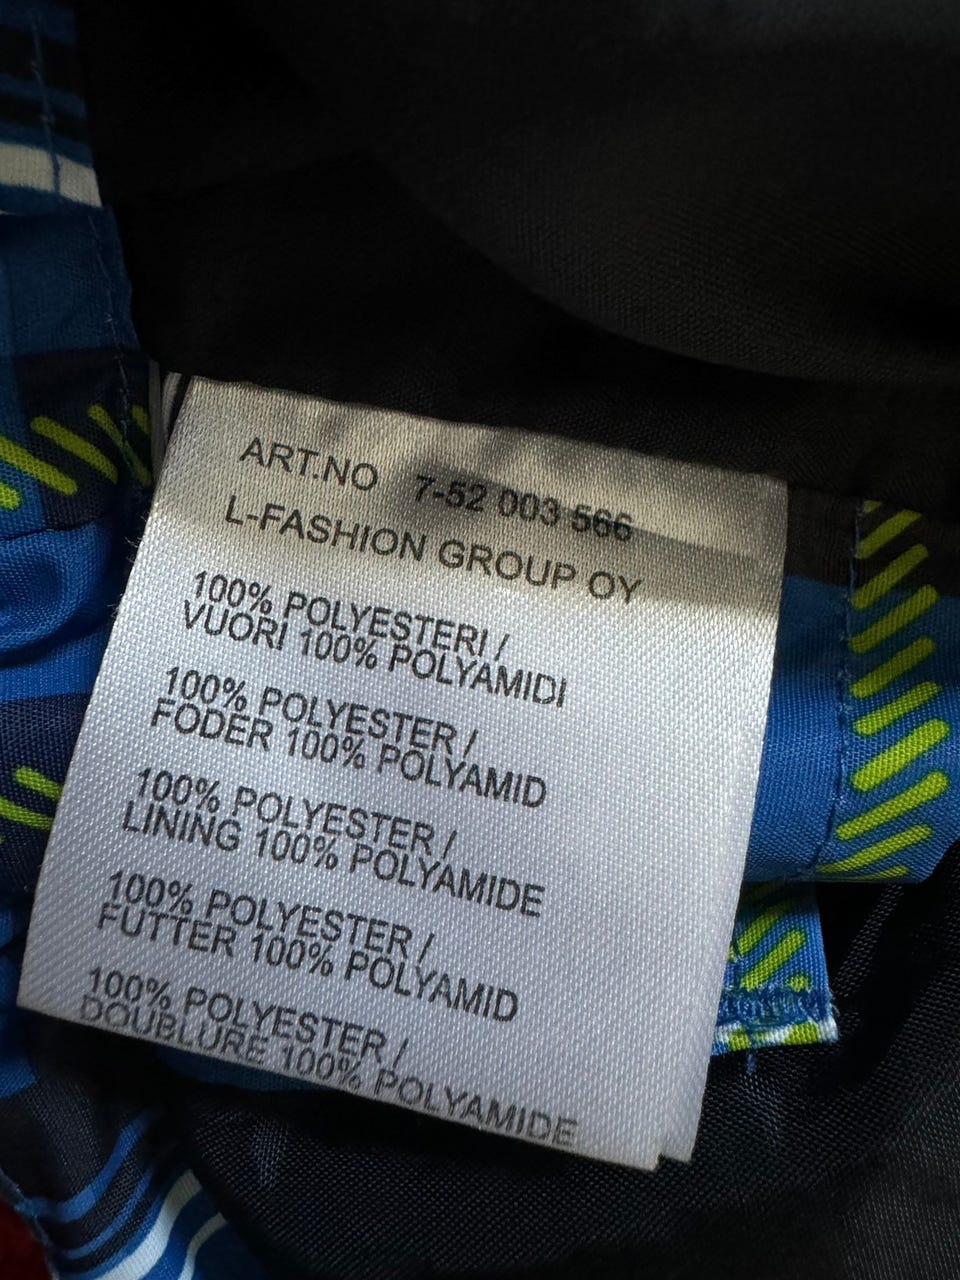 ART.NO 7-52 003 566
L-FASHION GROUP OY
100% POLYESTERI /
VUORI 100% POLYAMIDI
100% POLYESTER /
FODER 100% POLYAMID
100% POLYESTER /
LINING 100% POLYAMIDE
100% POLYESTER /
FUTTER 100% POLYAMID
100% POLYESTER /
DOUBLURE 100% POLYAMIDE